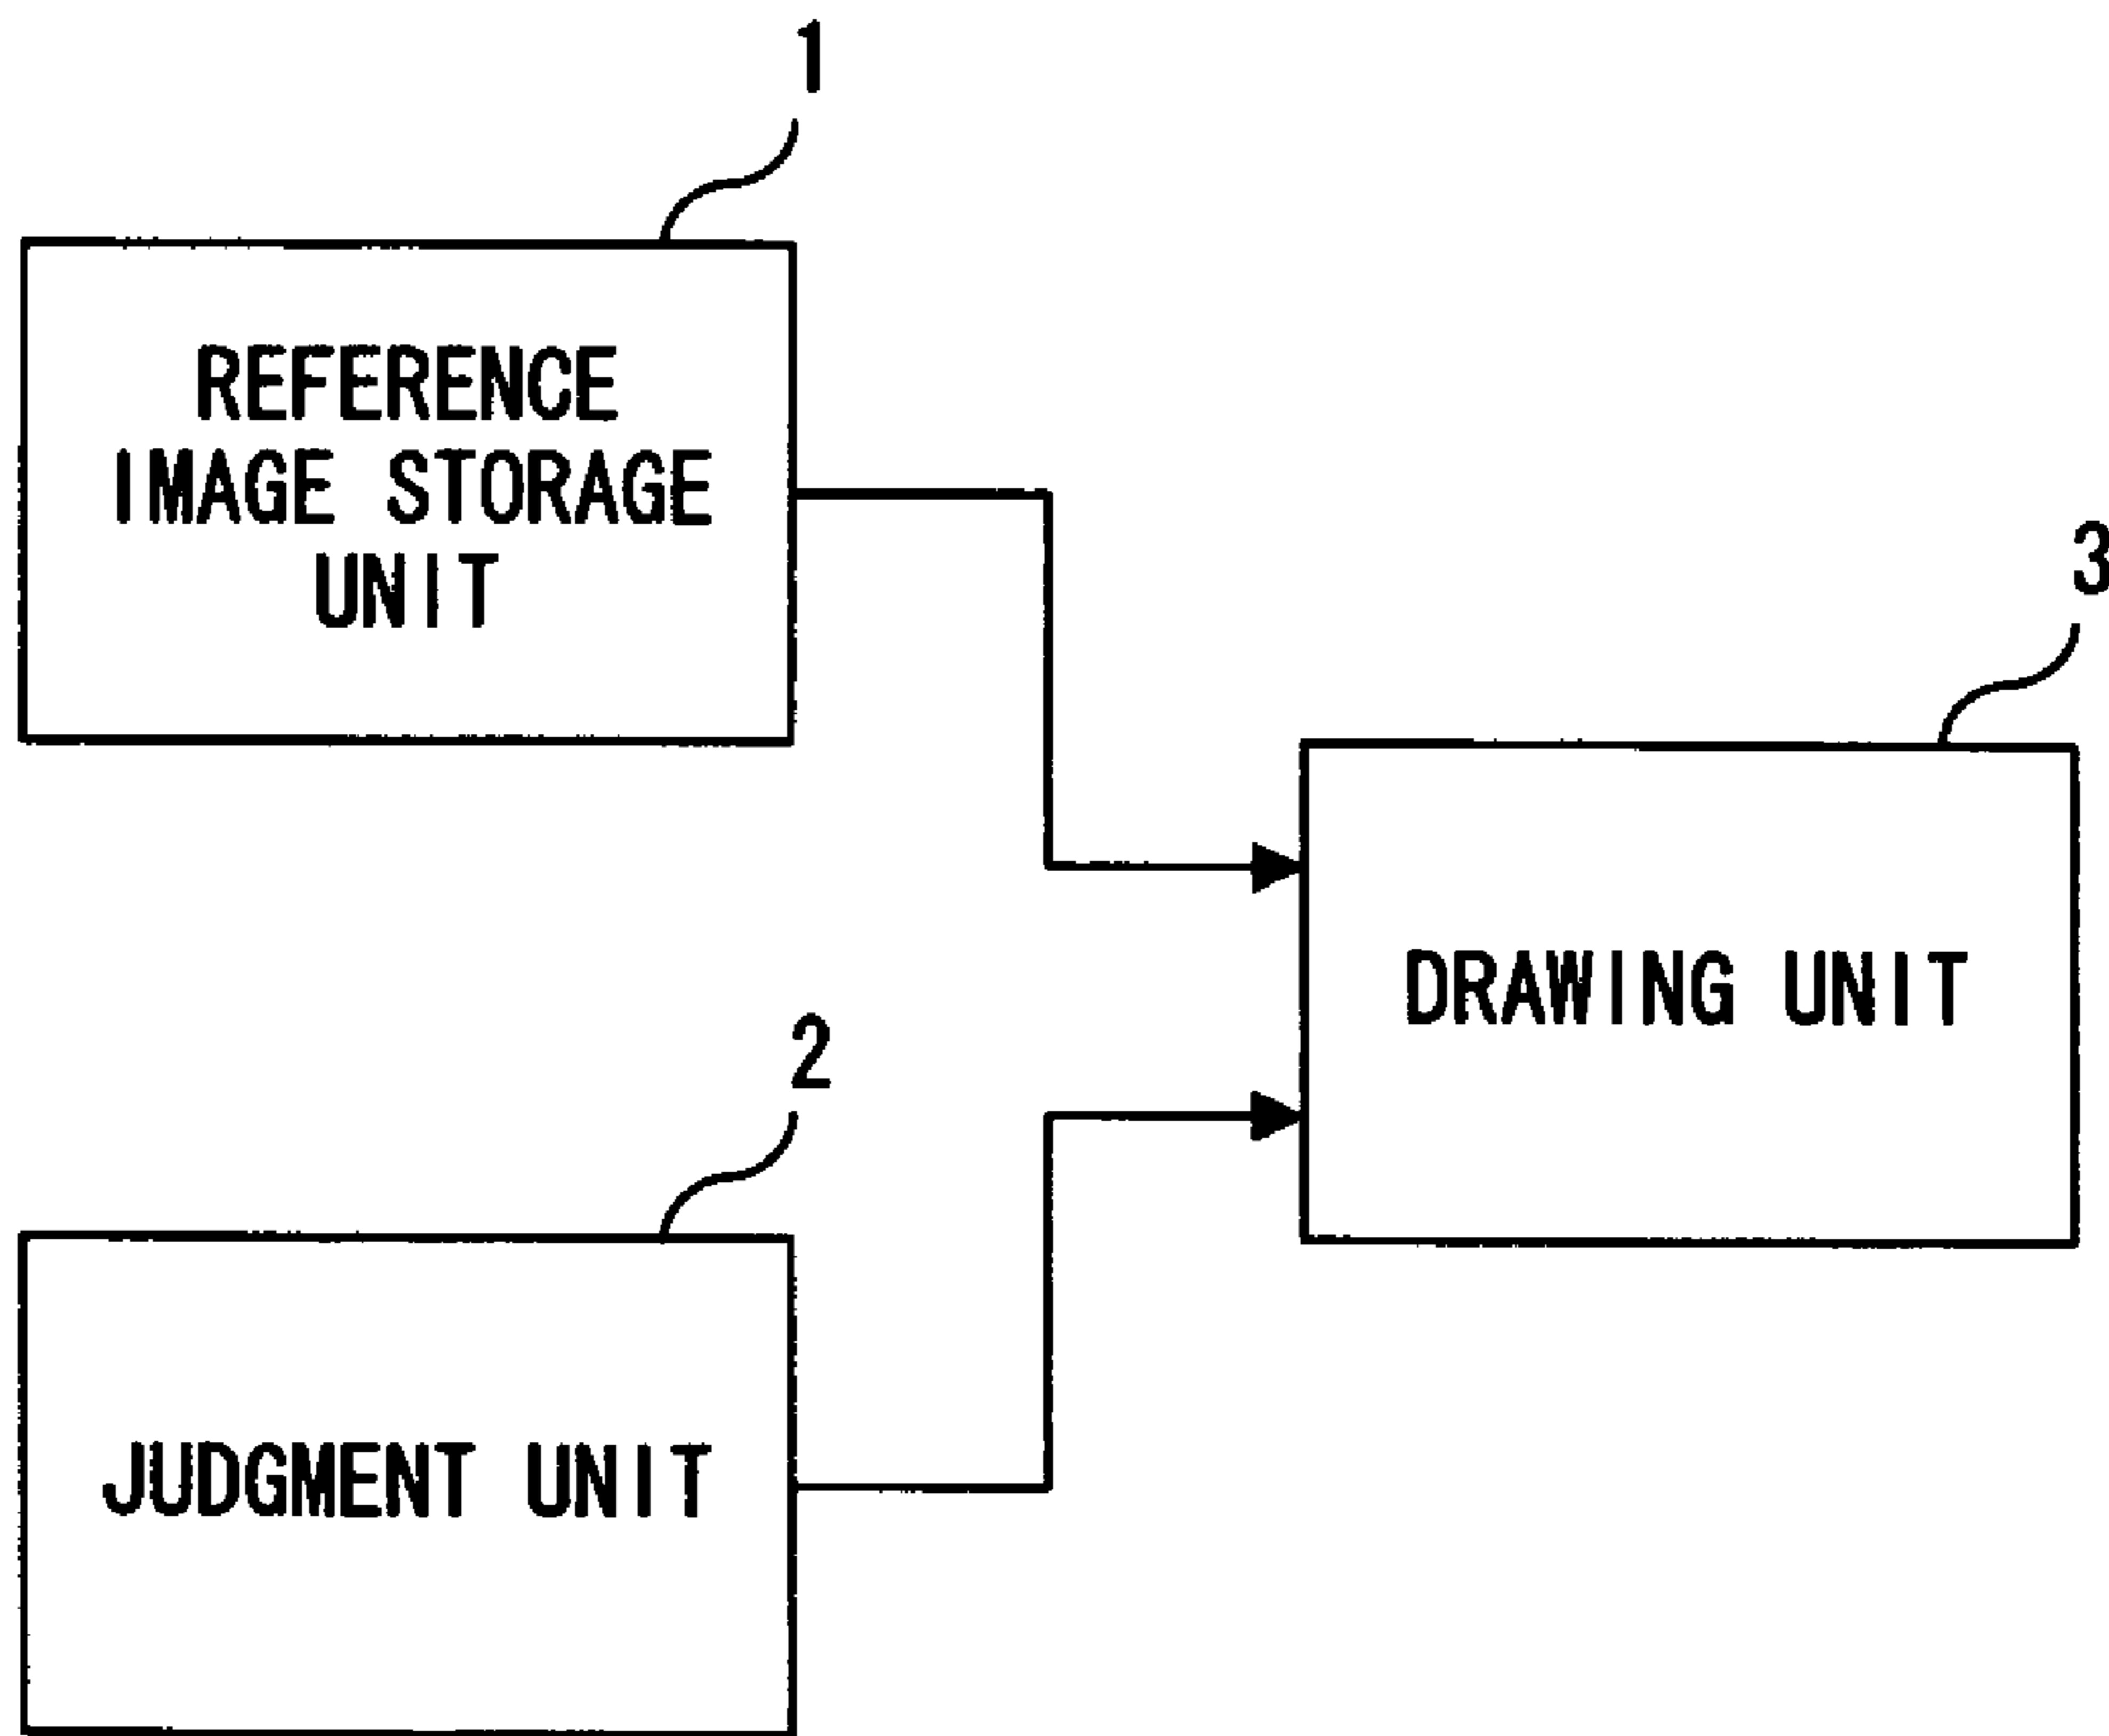 1
REFERENCE
IMAGE STORAGE
UNIT
3
DRAWING UNIT
2
JUDGMENT UNIT